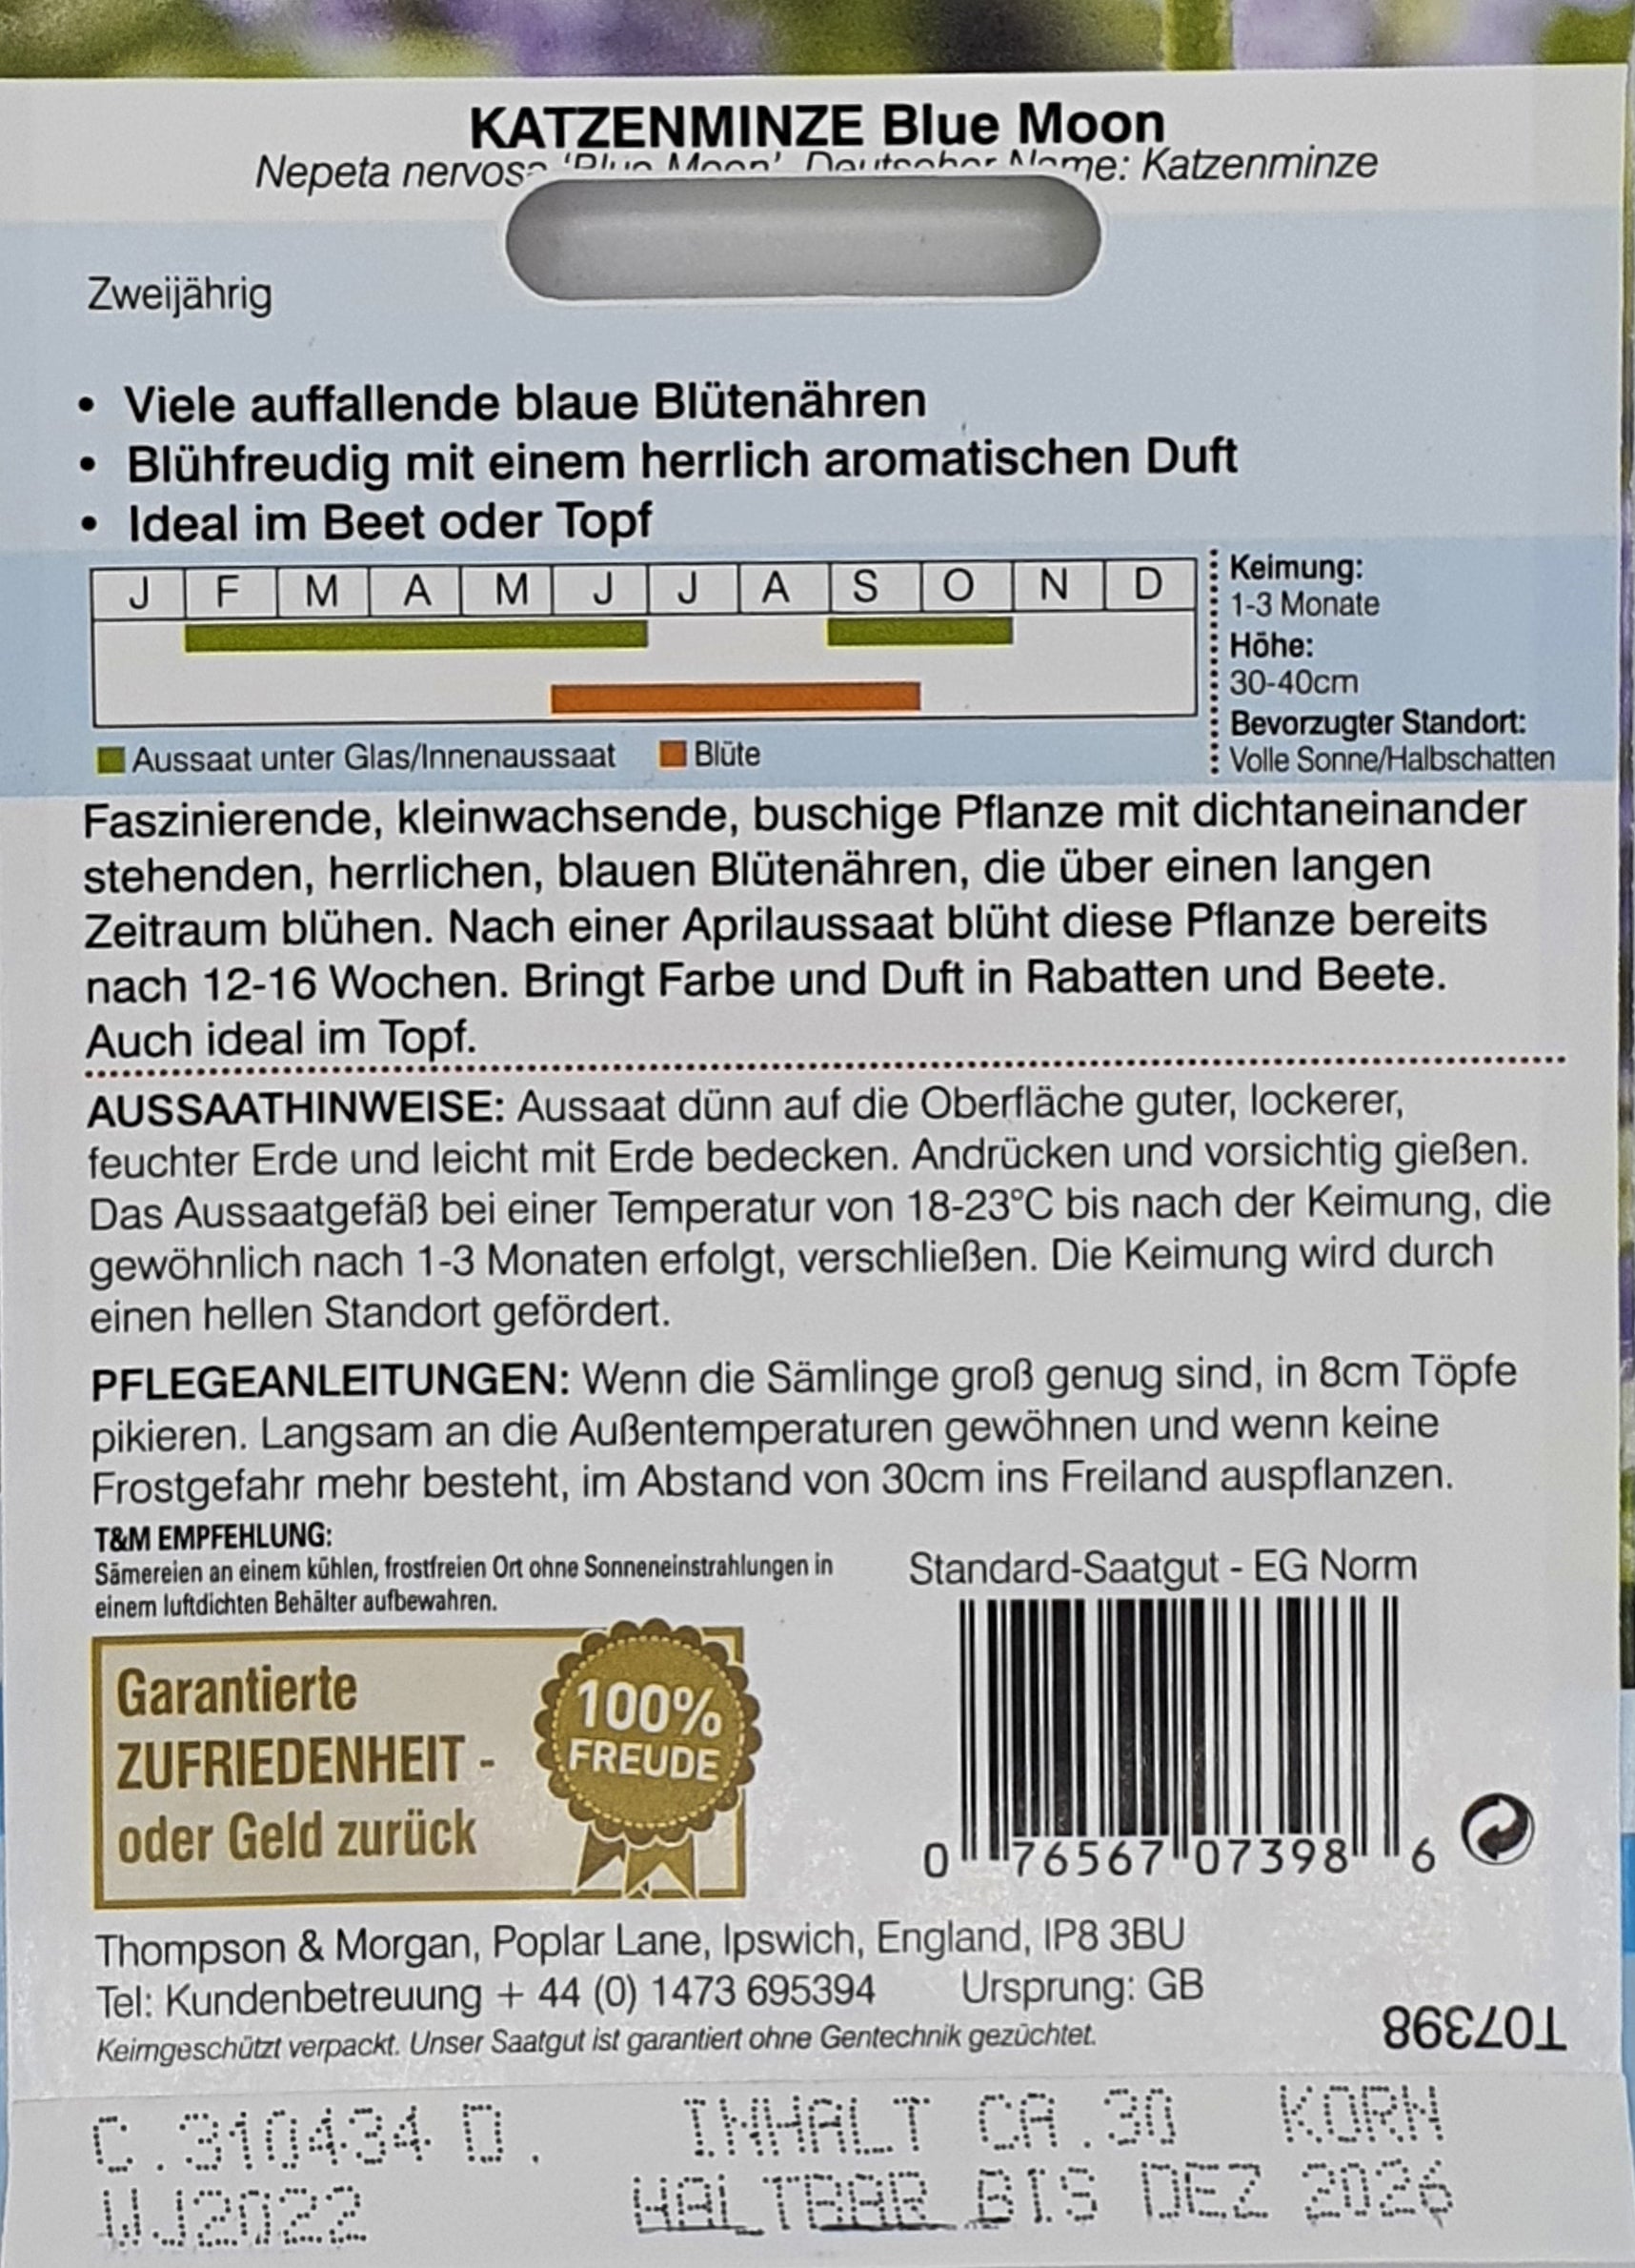 KATZENMINZE Blue Moon
Nepeta nervosa 'Blue Moon' Deutscher Name: Katzenminze
Zweijährig
• Viele auffallende blaue Blütenähren
• Blühfreudig mit einem herrlich aromatischen Duft
• Ideal im Beet oder Topf
J F M A M J J A S O N D
Aussaat unter Glas/Innenaussaat Blüte
Keimung:
1-3 Monate
Höhe:
30-40cm
Bevorzugter Standort:
Volle Sonne/Halbschatten
Faszinierende, kleinwachsende, buschige Pflanze mit dichtaneinander
stehenden, herrlichen, blauen Blütenähren, die über einen langen
Zeitraum blühen. Nach einer Aprilaussaat blüht diese Pflanze bereits
nach 12-16 Wochen. Bringt Farbe und Duft in Rabatten und Beete.
Auch ideal im Topf.
AUSSAATHINWEISE: Aussaat dünn auf die Oberfläche guter, lockerer,
feuchter Erde und leicht mit Erde bedecken. Andrücken und vorsichtig gießen.
Das Aussaatgefäß bei einer Temperatur von 18-23°C bis nach der Keimung, die
gewöhnlich nach 1-3 Monaten erfolgt, verschließen. Die Keimung wird durch
einen hellen Standort gefördert.
PFLEGEANLEITUNGEN: Wenn die Sämlinge groß genug sind, in 8cm Töpfe
pikieren. Langsam an die Außentemperaturen gewöhnen und wenn keine
Frostgefahr mehr besteht, im Abstand von 30cm ins Freiland auspflanzen.
T&M EMPFEHLUNG:
Sämereien an einem kühlen, frostfreien Ort ohne Sonneneinstrahlungen in
einem luftdichten Behälter aufbewahren.
Standard-Saatgut - EG Norm
Garantierte
ZUFRIEDENHEIT -
oder Geld zurück
100%
FREUDE
0 76567 07398 6
Thompson & Morgan, Poplar Lane, Ipswich, England, IP8 3BU
Tel: Kundenbetreuung + 44 (0) 1473 695394 Ursprung: GB
Keimgeschützt verpackt. Unser Saatgut ist garantiert ohne Gentechnik gezüchtet.
T07398
C.310434 D. INHALT CA.30 KORN
WJ2022 HALTBAR BIS DEZ 2026